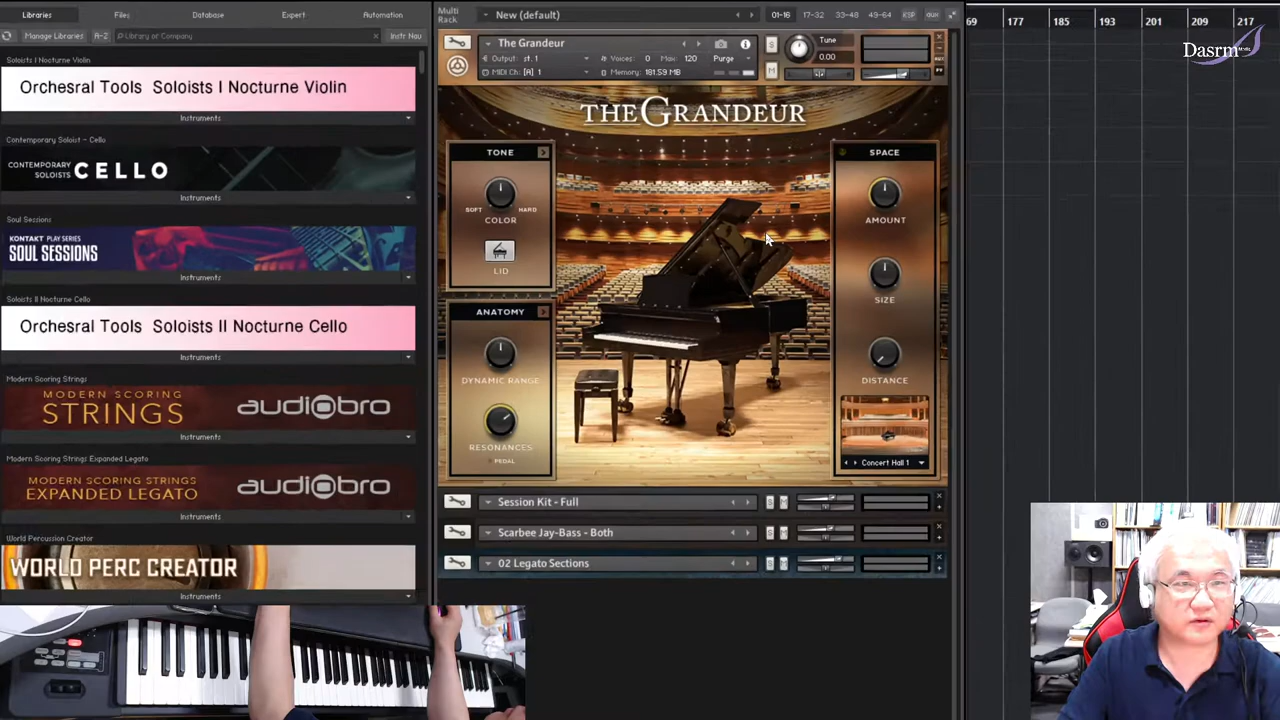 Libraries
Files
Database
Expert
Automation
Manage Libraries
A-Z
Library or Company
Instr Nav
Soloists I Nocturne Violin
Orchesral Tools Soloists I Nocturne Violin
Instruments
Contemporary Soloist - Cello
CONTEMPORARY
SOLOISTS CELLO
Instruments
Soul Sessions
KONTAKT PLAY SERIES
SOUL SESSIONS
Instruments
Soloists II Nocturne Cello
Orchesral Tools Soloists II Nocturne Cello
Instruments
Modern Scoring Strings
MODERN SCORING
STRINGS
audiobro
Instruments
Modern Scoring Strings Expanded Legato
MODERN SCORING STRINGS
EXPANDED LEGATO
audiobro
Instruments
World Percussion Creator
WORLD PERC CREATOR
Instruments
Multi
Rack
New (default)
01-16
17-32
33-48
49-64
KSP
AUX
The Grandeur
Output: st. 1
Voices: 0
Max: 120
Purge
MIDI Ch: [A] 1
Memory: 181.59 MB
S
M
Tune
0.00
THE GRANDEUR
TONE
SOFT
HARD
COLOR
LID
ANATOMY
DYNAMIC RANGE
RESONANCES
PEDAL
SPACE
AMOUNT
SIZE
DISTANCE
Concert Hall 1
Session Kit - Full
S M
Scarbee Jay-Bass - Both
S M
02 Legato Sections
S M
69
177
185
193
201
209
217
Dasrm